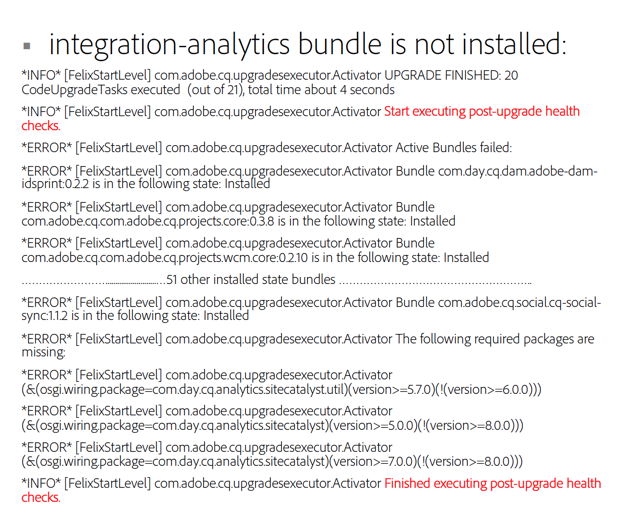 ▪ integration-analytics bundle is not installed:
*INFO* [FelixStartLevel] com.adobe.cq.upgradesexecutor.Activator UPGRADE FINISHED: 20
CodeUpgradeTasks executed (out of 21), total time about 4 seconds
*INFO* [FelixStartLevel] com.adobe.cq.upgradesexecutor.Activator Start executing post-upgrade health
checks.
*ERROR* [FelixStartLevel] com.adobe.cq.upgradesexecutor.Activator Active Bundles failed:
*ERROR* [FelixStartLevel] com.adobe.cq.upgradesexecutor.Activator Bundle com.day.cq.dam.adobe-dam-
idsprint:0.2.2 is in the following state: Installed
*ERROR* [FelixStartLevel] com.adobe.cq.upgradesexecutor.Activator Bundle
com.adobe.cq.com.adobe.cq.projects.core:0.3.8 is in the following state: Installed
*ERROR* [FelixStartLevel] com.adobe.cq.upgradesexecutor.Activator Bundle
com.adobe.cq.com.adobe.cq.projects.wcm.core:0.2.10 is in the following state: Installed
……………………..............................…51 other installed state bundles ………………………………………………..
*ERROR* [FelixStartLevel] com.adobe.cq.upgradesexecutor.Activator Bundle com.adobe.cq.social.cq-social-
sync:1.1.2 is in the following state: Installed
*ERROR* [FelixStartLevel] com.adobe.cq.upgradesexecutor.Activator The following required packages are
missing:
*ERROR* [FelixStartLevel] com.adobe.cq.upgradesexecutor.Activator
(&(osgi.wiring.package=com.day.cq.analytics.sitecatalyst.util)(version>=5.7.0)(!(version>=6.0.0)))
*ERROR* [FelixStartLevel] com.adobe.cq.upgradesexecutor.Activator
(&(osgi.wiring.package=com.day.cq.analytics.sitecatalyst)(version>=5.0.0)(!(version>=8.0.0)))
*ERROR* [FelixStartLevel] com.adobe.cq.upgradesexecutor.Activator
(&(osgi.wiring.package=com.day.cq.analytics.sitecatalyst)(version>=7.0.0)(!(version>=8.0.0)))
*INFO* [FelixStartLevel] com.adobe.cq.upgradesexecutor.Activator Finished executing post-upgrade health
checks.